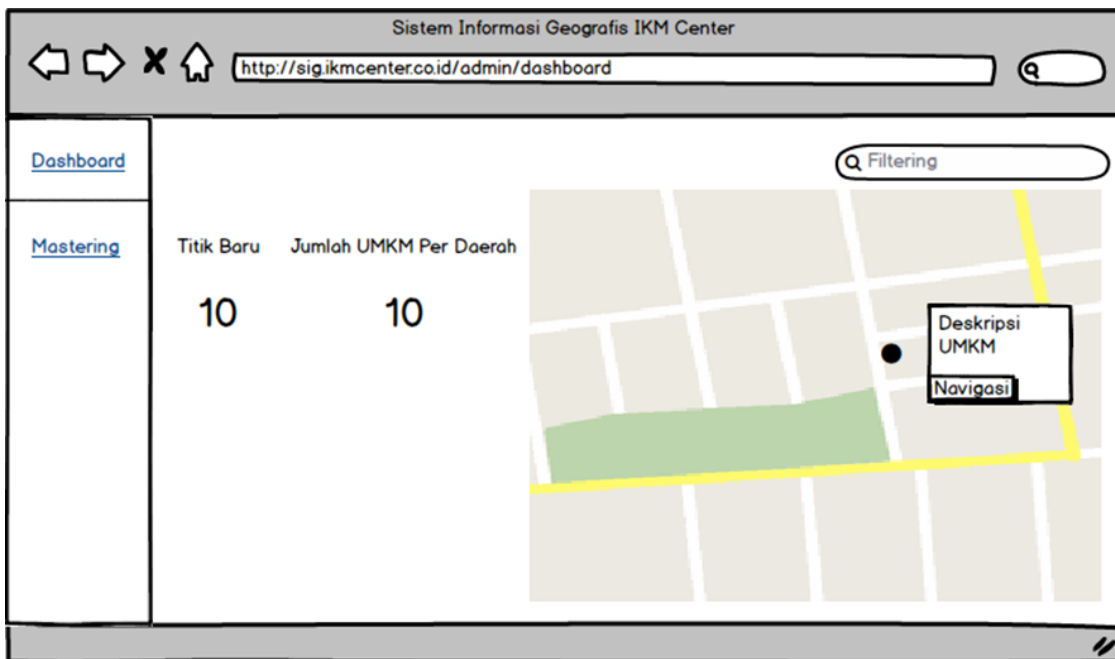 Sistem Informasi Geografis IKM Center
http://sig.ikmcenter.co.id/admin/dashboard
Dashboard
Mastering
Filtering
Titik Baru
Jumlah UMKM Per Daerah
10
10
Deskripsi
UMKM
Navigasi